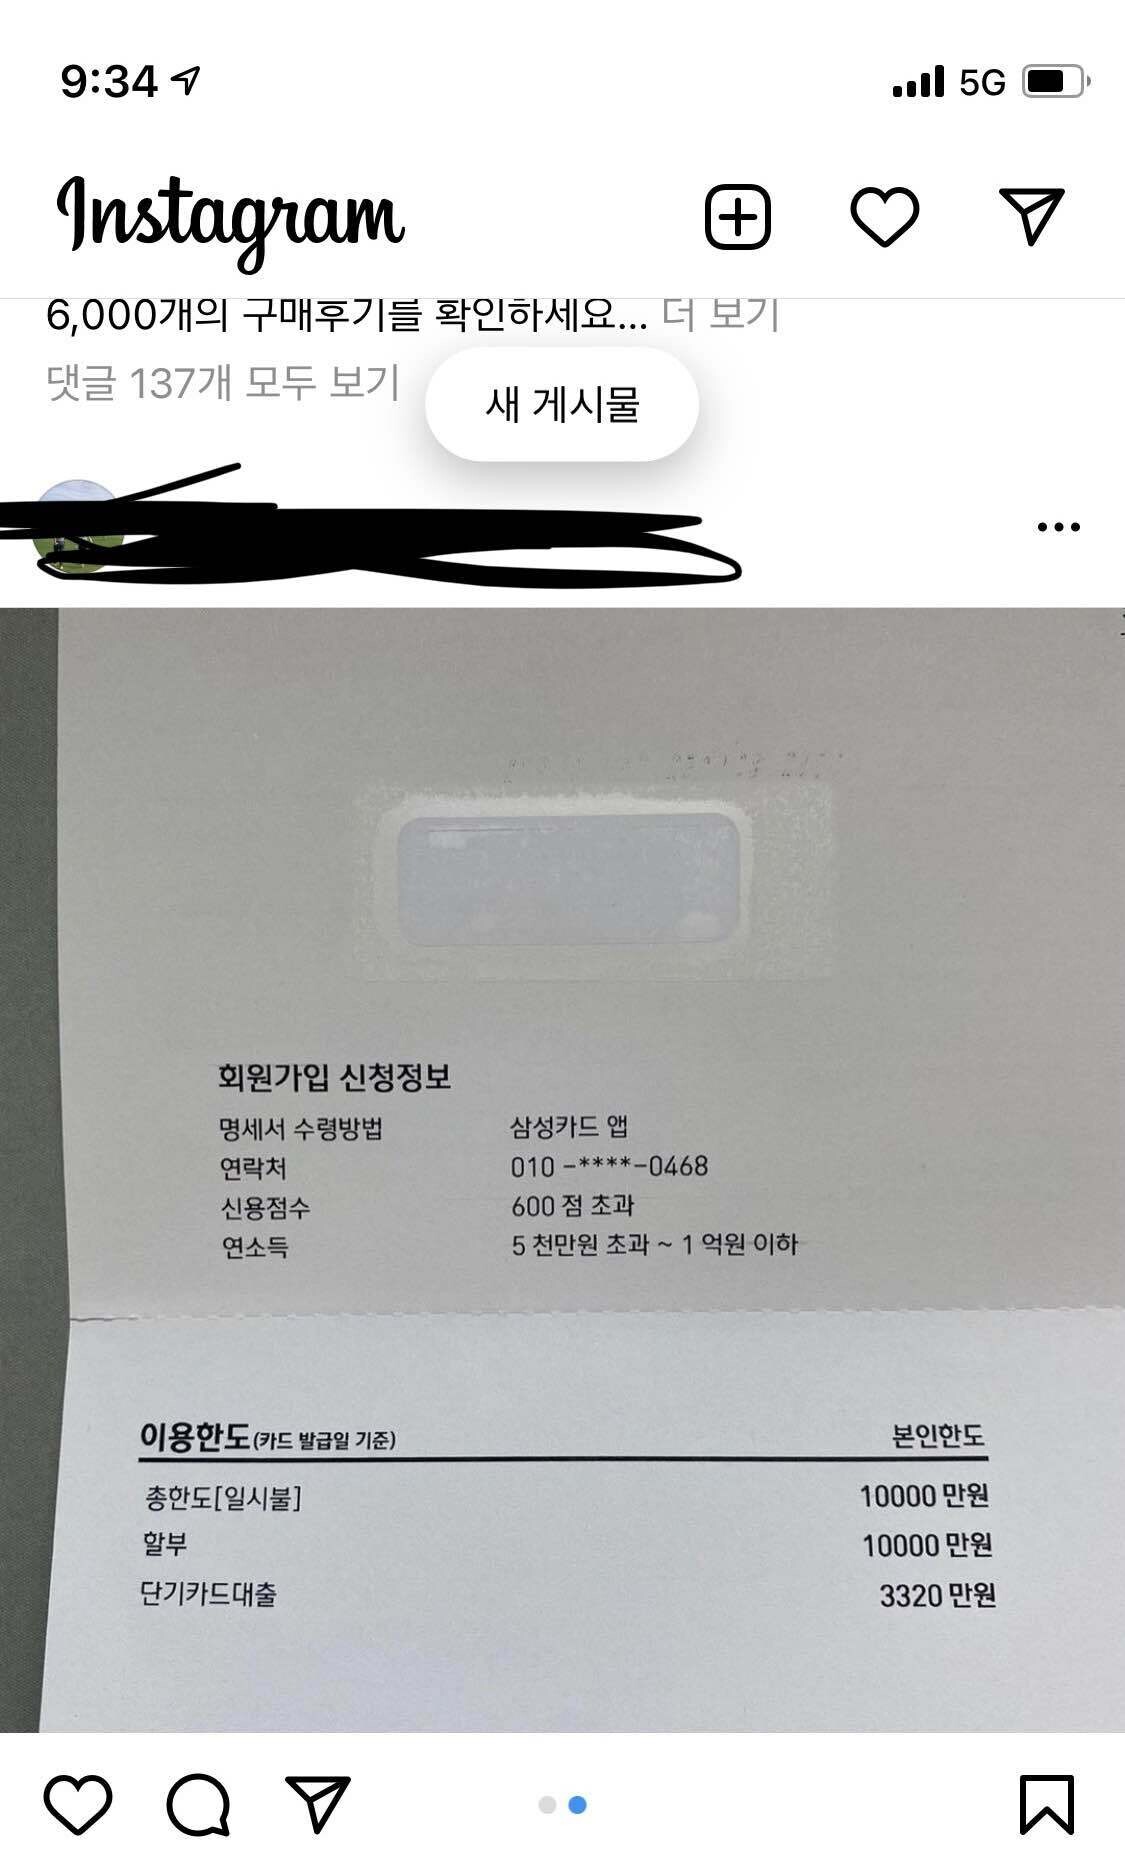 9:34
5G
Instagram
6,000개의 구매후기를 확인하세요... 더 보기
댓글 137개 모두 보기
새 게시물
회원가입 신청정보
명세서 수령방법 삼성카드 앱
연락처 010 -****-0468
신용점수 600 점 초과
연소득 5 천만원 초과 ~ 1 억원 이하
이용한도(카드 발급일 기준) 본인한도
총한도[일시불] 10000 만원
할부 10000 만원
단기카드대출 3320 만원